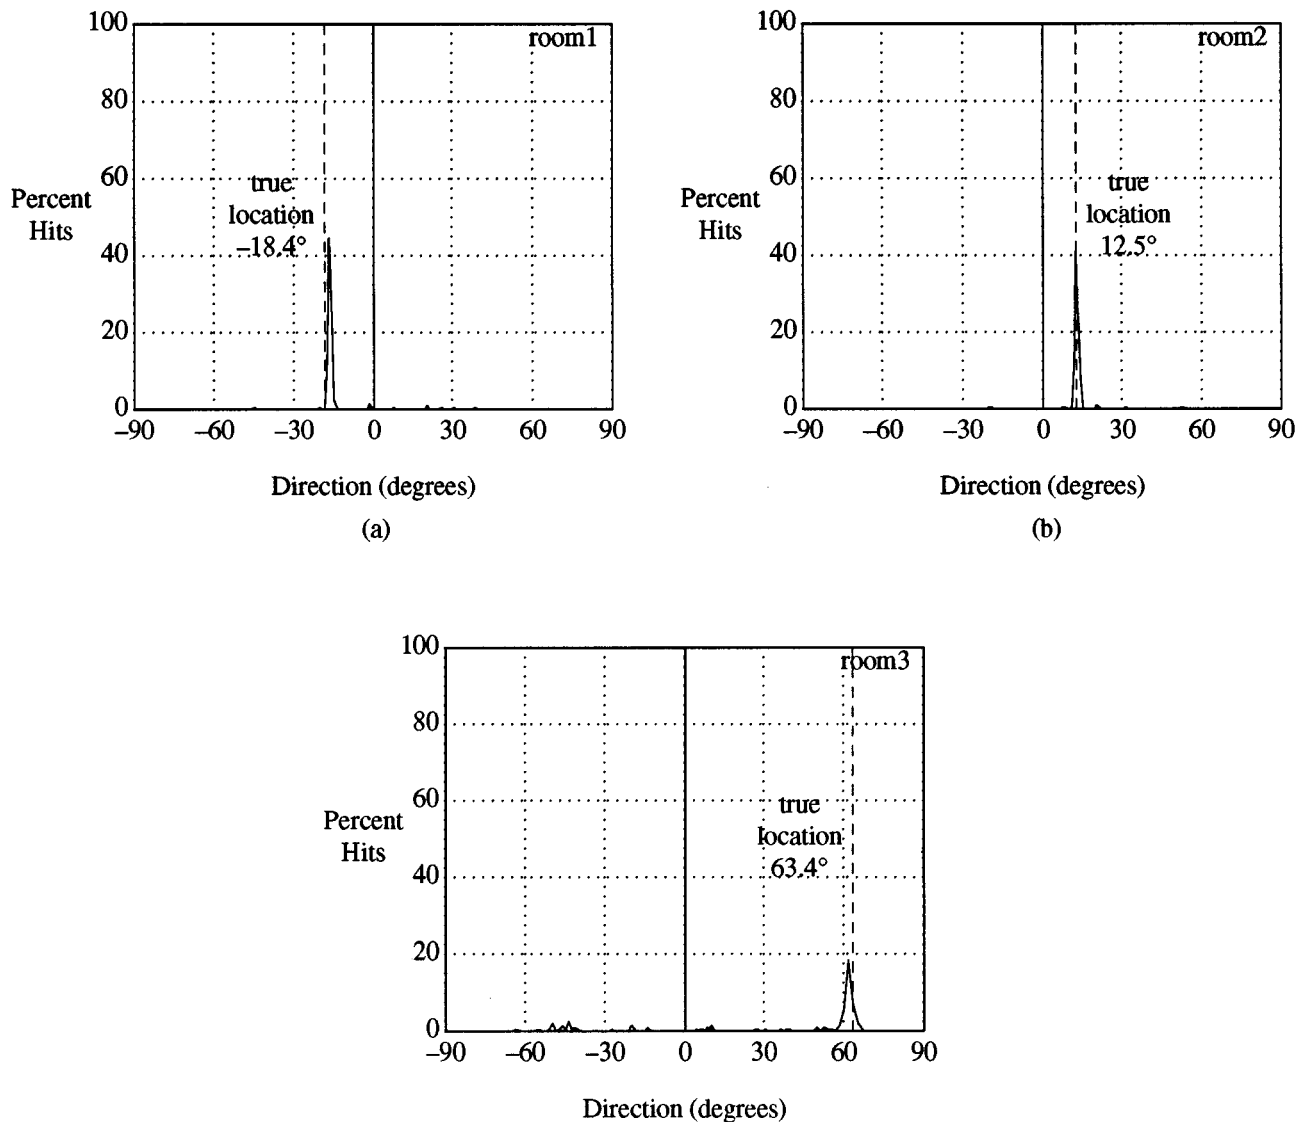 100
80
60
40
20
0
Percent
Hits
room1
true
location
–18.4°
–90 –60 –30 0 30 60 90
Direction (degrees)
(a)
100
80
60
40
20
0
Percent
Hits
room2
true
location
12.5°
–90 –60 –30 0 30 60 90
Direction (degrees)
(b)
100
80
60
40
20
0
Percent
Hits
room3
true
location
63.4°
–90 –60 –30 0 30 60 90
Direction (degrees)